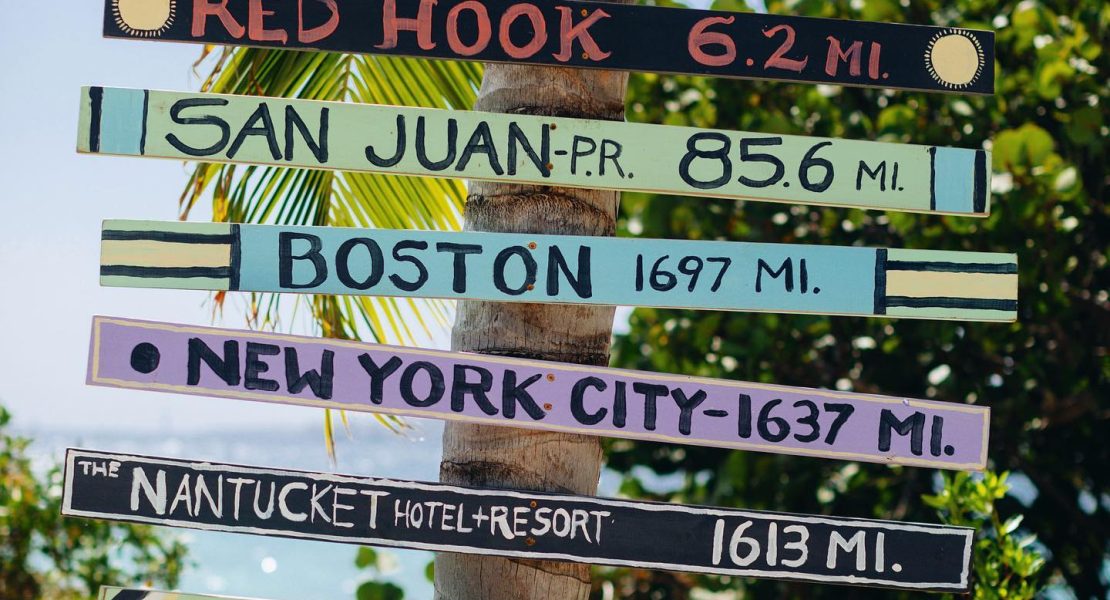 RED HOOK 6.2 MI.
SAN JUAN-P.R. 85.6 MI.
BOSTON 1697 MI.
NEW YORK CITY-1637 MI.
THE NANTUCKET HOTEL+RESORT 1613 MI.